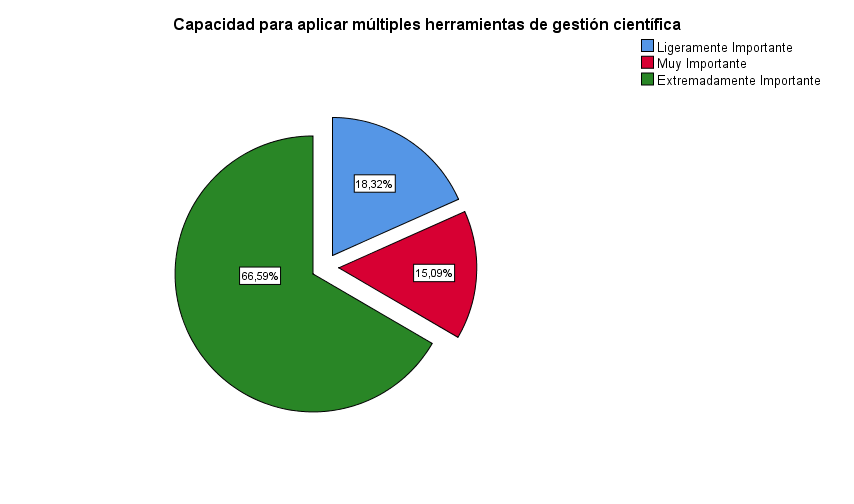 Capacidad para aplicar múltiples herramientas de gestión científica
Ligeramente Importante
Muy Importante
Extremadamente Importante
18,32%
15,09%
66,59%